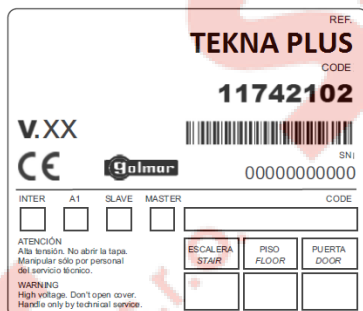 REF.
TEKNA PLUS
CODE
11742102
V.XX
CE
golmar
SN:
00000000000
INTER A1 SLAVE MASTER CODE
ATENCIÓN
Alta tensión. No abrir la tapa.
Manipular sólo por personal
del servicio técnico.
WARNING
High voltage. Don't open cover.
Handle only by technical service.
ESCALERA PISO PUERTA
STAIR FLOOR DOOR